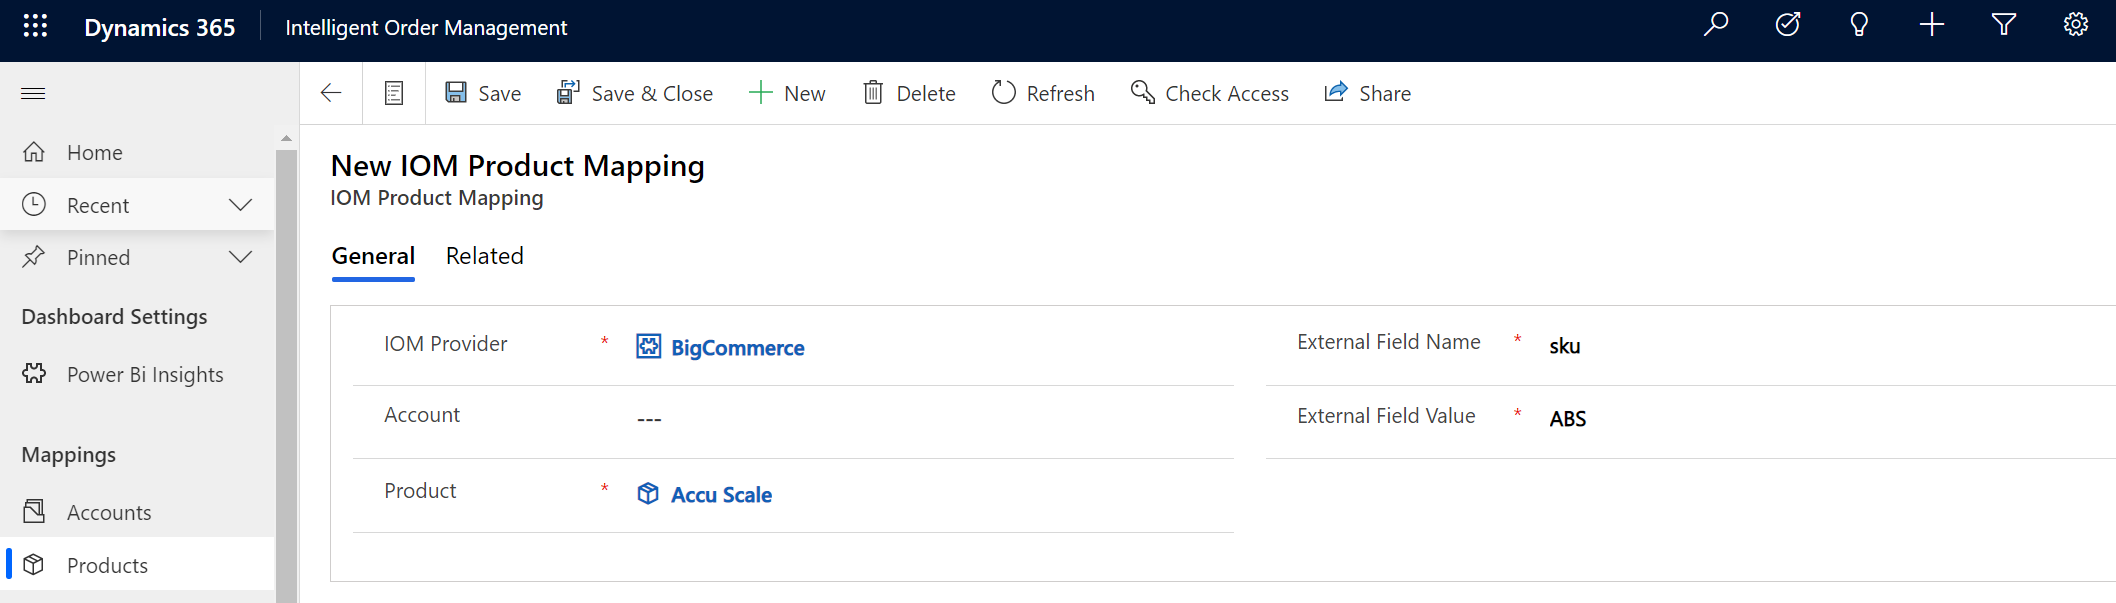 Dynamics 365 Intelligent Order Management
Save Save & Close New Delete Refresh Check Access Share
Home
Recent
Pinned
Dashboard Settings
Power Bi Insights
Mappings
Accounts
Products
New IOM Product Mapping
IOM Product Mapping
General Related
IOM Provider * BigCommerce
Account ---
Product * Accu Scale
External Field Name * sku
External Field Value * ABS